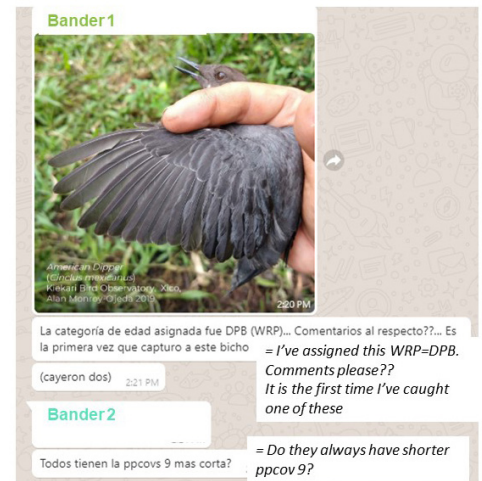 Bander1
American Dipper
(Cinclus mexicanus)
Kiekari Bird Observatory, Xico,
Alan Monroy Ojeda 2019
2:20 PM
La categoría de edad asignada fue DPB (WRP)... Comentarios al respecto??... Es
la primera vez que capturo a este bicho
= I've assigned this WRP=DPB.
Comments please??
It is the first time I've caught
one of these
(cayeron dos)
2:21 PM
Bander2
Todos tienen la ppcovs 9 mas corta?
= Do they always have shorter
ppcov 9?